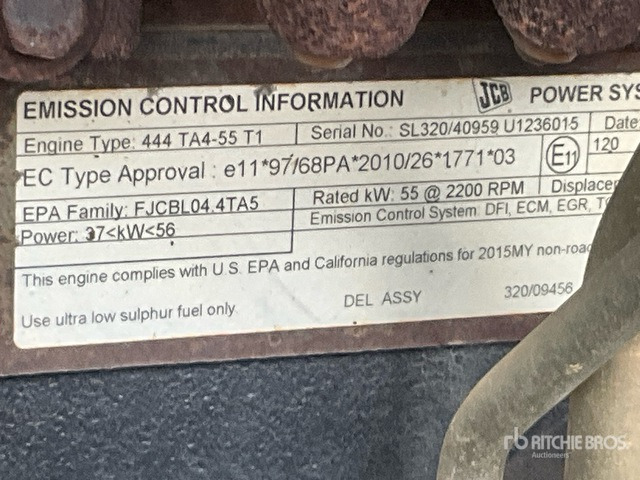 EMISSION CONTROL INFORMATION JCB POWER SYS
Engine Type: 444 TA4-55 T1 Serial No.: SL320/40959 U1236015 Date:
EC Type Approval : e11*97/68PA*2010/26*1771*03 E11 120
EPA Family: FJCBL04.4TA5 Rated kW: 55 @ 2200 RPM Displacem
Power: 37<kW<56 Emission Control System: DFI, ECM, EGR, TC
This engine complies with U.S. EPA and California regulations for 2015MY non-road
Use ultra low sulphur fuel only. DEL ASSY 320/09456
rb RITCHIE BROS.
Auctioneers